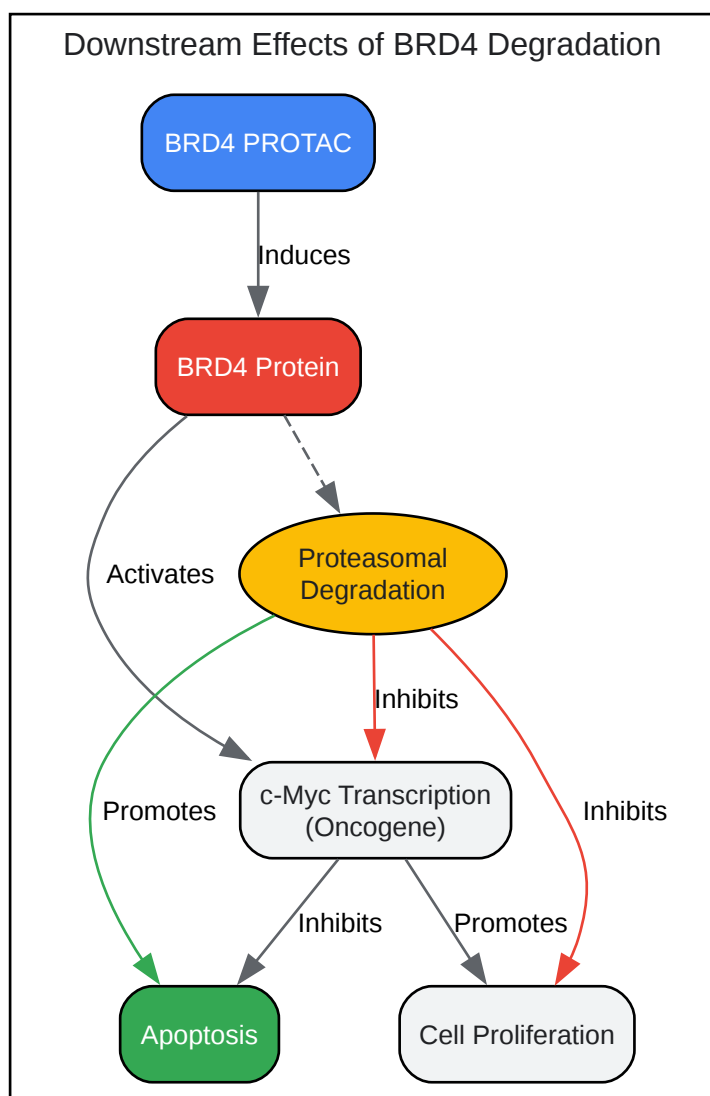 Downstream Effects of BRD4 Degradation
BRD4 PROTAC
Induces
BRD4 Protein
Activates
Proteasomal
Degradation
Inhibits
Promotes
c-Myc Transcription
(Oncogene)
Inhibits
Inhibits
Promotes
Apoptosis
Cell Proliferation